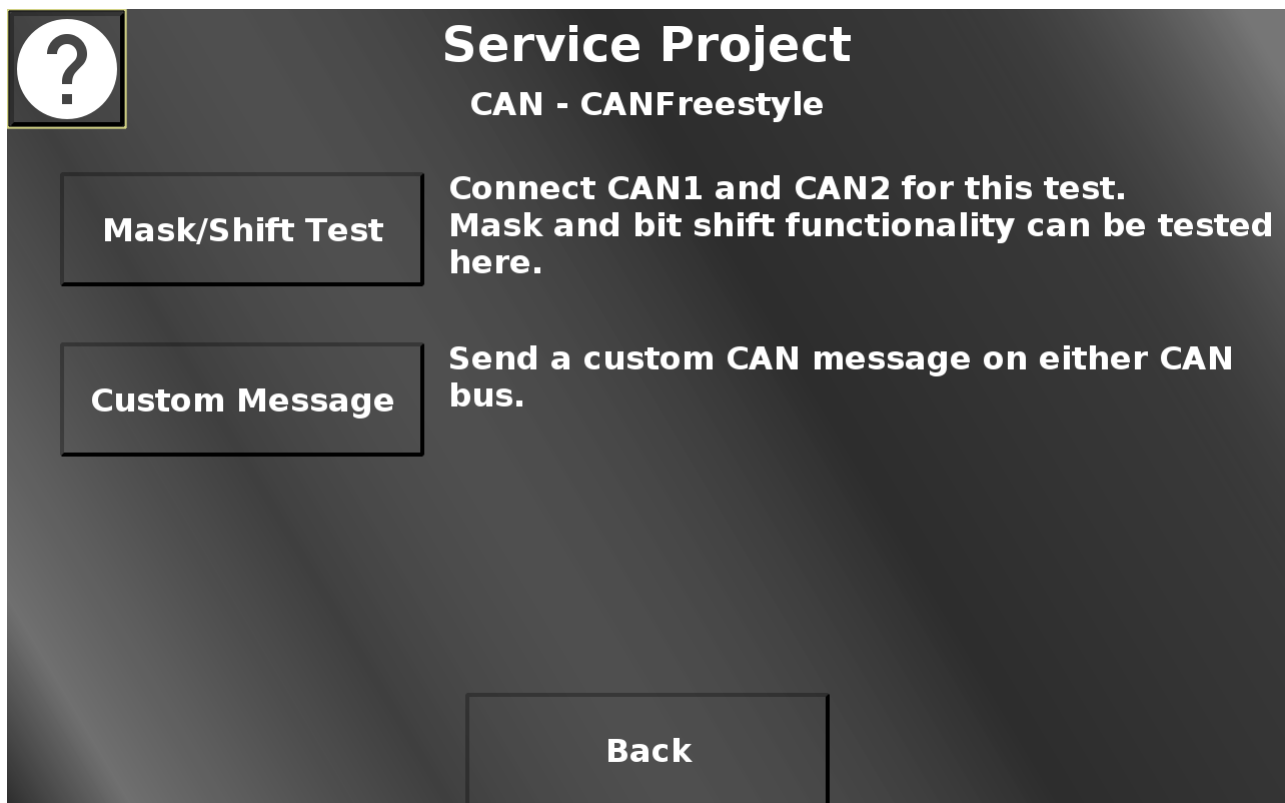 ?
Service Project
CAN - CANFreestyle
Mask/Shift Test
Connect CAN1 and CAN2 for this test.
Mask and bit shift functionality can be tested
here.
Custom Message
Send a custom CAN message on either CAN
bus.
Back